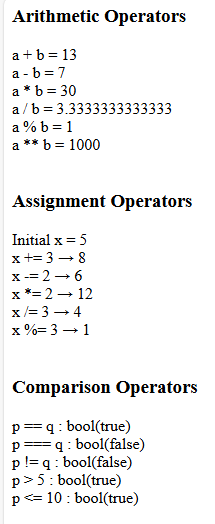 Arithmetic Operators
a + b = 13
a - b = 7
a * b = 30
a / b = 3.3333333333333
a % b = 1
a ** b = 1000
Assignment Operators
Initial x = 5
x += 3 → 8
x -= 2 → 6
x *= 2 → 12
x /= 3 → 4
x %= 3 → 1
Comparison Operators
p == q : bool(true)
p === q : bool(false)
p != q : bool(false)
p > 5 : bool(true)
p <= 10 : bool(true)